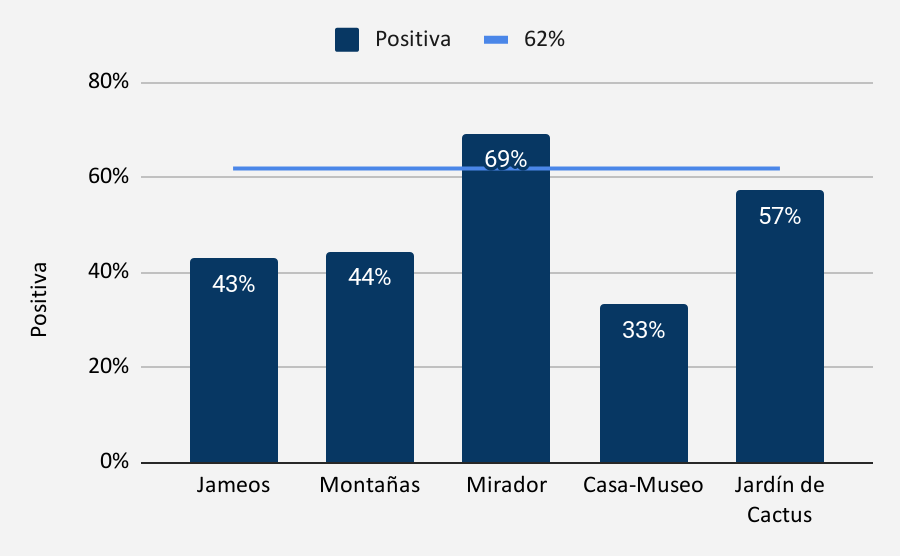 Positiva 62%
80%
60%
40%
20%
0%
Positiva
43%
44%
69%
33%
57%
Jameos
Montañas
Mirador
Casa-Museo
Jardín de
Cactus